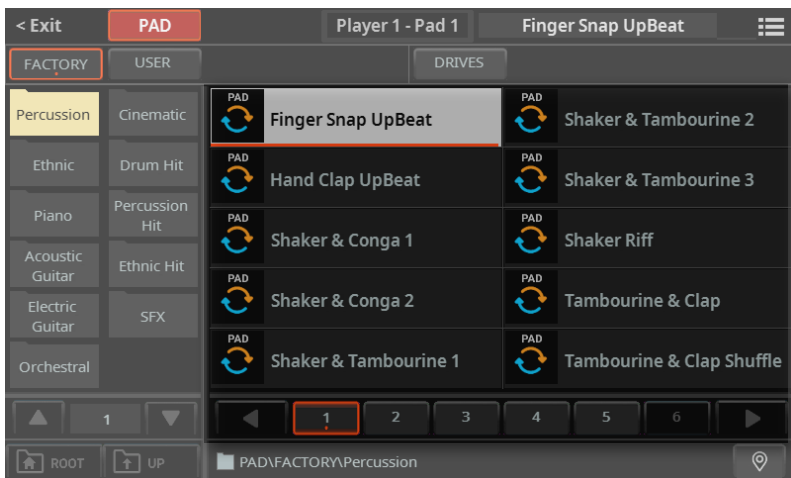 < Exit
PAD
Player 1 - Pad 1
Finger Snap UpBeat
FACTORY
USER
DRIVES
Percussion
Cinematic
Ethnic
Drum Hit
Piano
Percussion
Hit
Acoustic
Guitar
Ethnic Hit
Electric
Guitar
SFX
Orchestral
1
ROOT
UP
PAD
Finger Snap UpBeat
PAD
Shaker & Tambourine 2
PAD
Hand Clap UpBeat
PAD
Shaker & Tambourine 3
PAD
Shaker & Conga 1
PAD
Shaker Riff
PAD
Shaker & Conga 2
PAD
Tambourine & Clap
PAD
Shaker & Tambourine 1
PAD
Tambourine & Clap Shuffle
1 2 3 4 5 6
PAD\FACTORY\Percussion